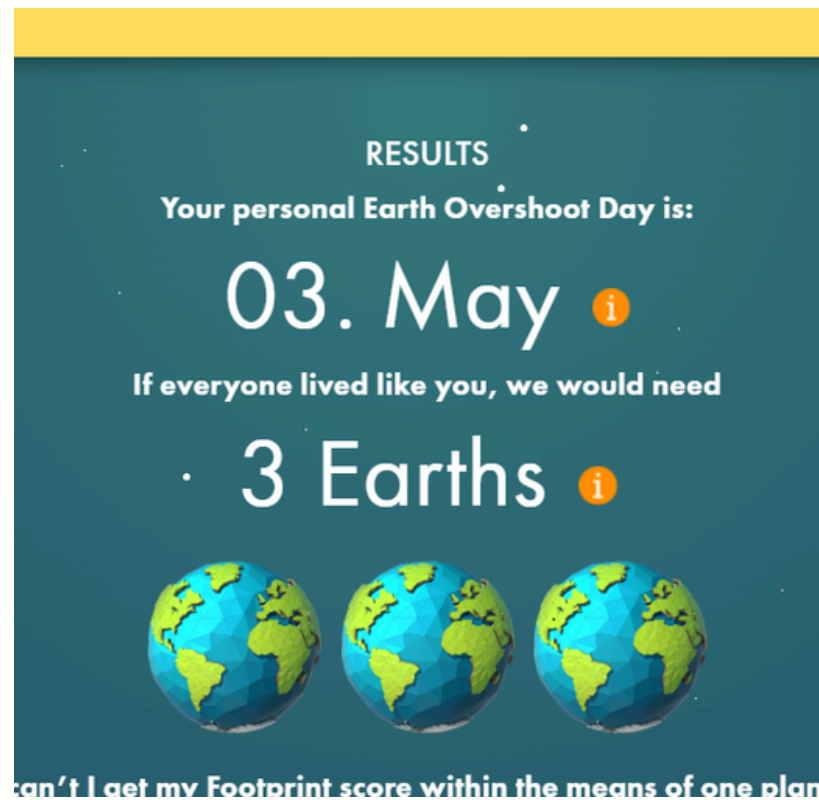 RESULTS
Your personal Earth Overshoot Day is:
03. May i
If everyone lived like you, we would need
3 Earths i
can't I get my Footprint score within the means of one plan